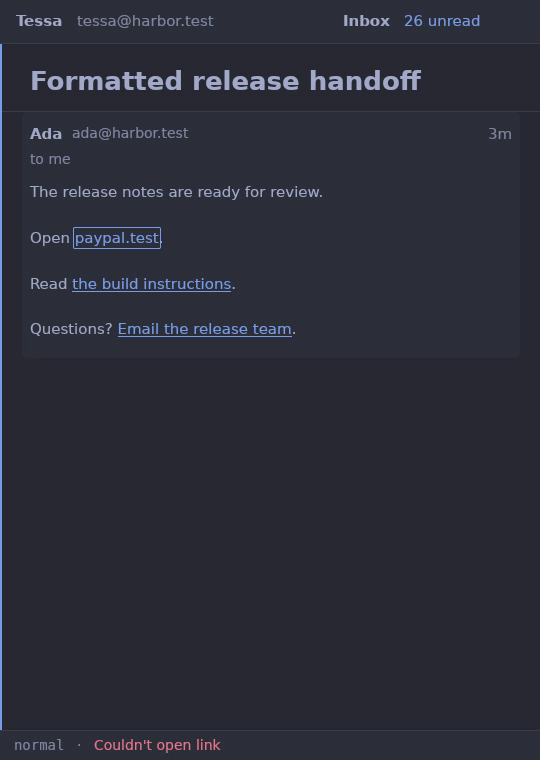 Tessa tessa@harbor.test Inbox 26 unread
Formatted release handoff
Ada ada@harbor.test 3m
to me
The release notes are ready for review.
Open paypal.test.
Read the build instructions.
Questions? Email the release team.
normal · Couldn't open link